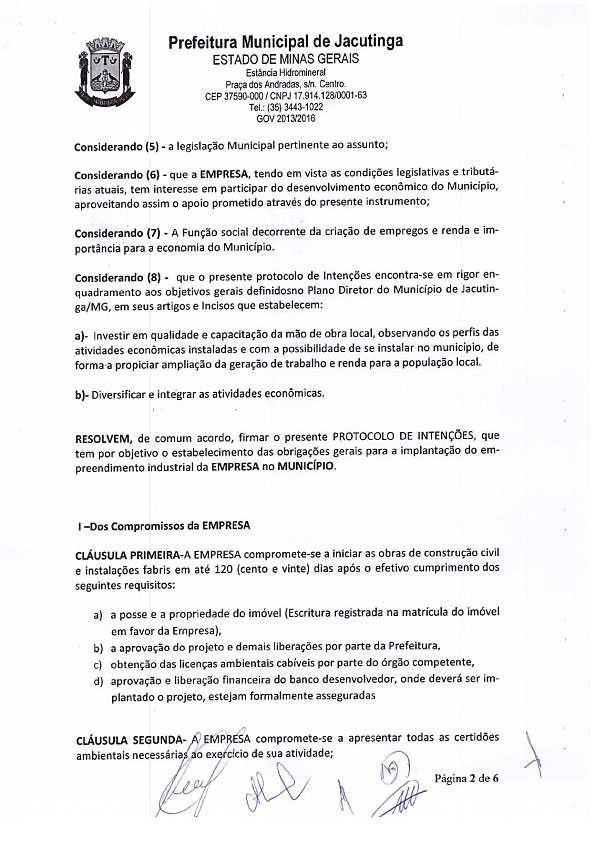 Prefeitura Municipal de Jacutinga
ESTADO DE MINAS GERAIS
Estância Hidromineral
Praça dos Andradas, s/n. Centro.
CEP 37590-000 / CNPJ 17.914.128/0001-63
Tel.: (35) 3443-1022
GOV 2013/2016
Considerando (5) - a legislação Municipal pertinente ao assunto;
Considerando (6) - que a EMPRESA, tendo em vista as condições legislativas e tributá-
rias atuais, tem interesse em participar do desenvolvimento econômico do Município,
aproveitando assim o apoio prometido através do presente instrumento;
Considerando (7) - A Função social decorrente da criação de empregos e renda e im-
portância para a economia do Município.
Considerando (8) - que o presente protocolo de Intenções encontra-se em rigor en-
quadramento aos objetivos gerais definidosno Plano Diretor do Município de Jacutin-
ga/MG, em seus artigos e Incisos que estabelecem:
a)- Investir em qualidade e capacitação da mão de obra local, observando os perfis das
atividades econômicas instaladas e com a possibilidade de se instalar no município, de
forma a propiciar ampliação da geração de trabalho e renda para a população local.
b)- Diversificar e integrar as atividades econômicas.
RESOLVEM, de comum acordo, firmar o presente PROTOCOLO DE INTENÇÕES, que
tem por objetivo o estabelecimento das obrigações gerais para a implantação do em-
preendimento industrial da EMPRESA no MUNICÍPIO.
I –Dos Compromissos da EMPRESA
CLÁUSULA PRIMEIRA-A EMPRESA compromete-se a iniciar as obras de construção civil
e instalações fabris em até 120 (cento e vinte) dias após o efetivo cumprimento dos
seguintes requisitos:
a) a posse e a propriedade do imóvel (Escritura registrada na matrícula do imóvel
em favor da Empresa),
b) a aprovação do projeto e demais liberações por parte da Prefeitura,
c) obtenção das licenças ambientais cabíveis por parte do órgão competente,
d) aprovação e liberação financeira do banco desenvolvedor, onde deverá ser im-
plantado o projeto, estejam formalmente asseguradas
CLÁUSULA SEGUNDA- A EMPRESA compromete-se a apresentar todas as certidões
ambientais necessárias ao exercício de sua atividade;
Página 2 de 6